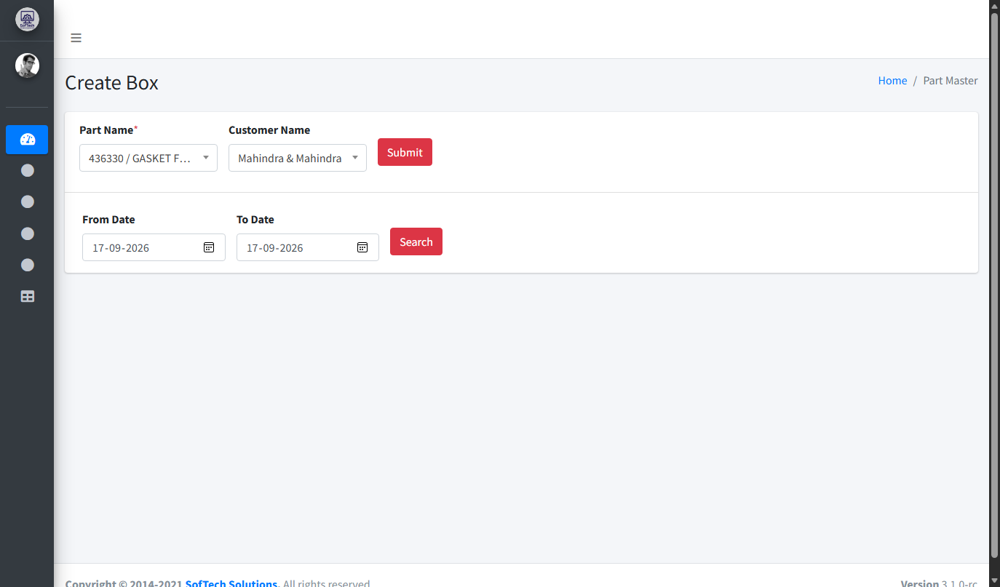 SofTech
Create Box
Home / Part Master
Part Name*
Customer Name
436330 / GASKET F...
Mahindra & Mahindra
Submit
From Date
To Date
17-09-2026
17-09-2026
Search
Copyright © 2014-2021 SofTech Solutions. All rights reserved
Version 3.1.0-rc